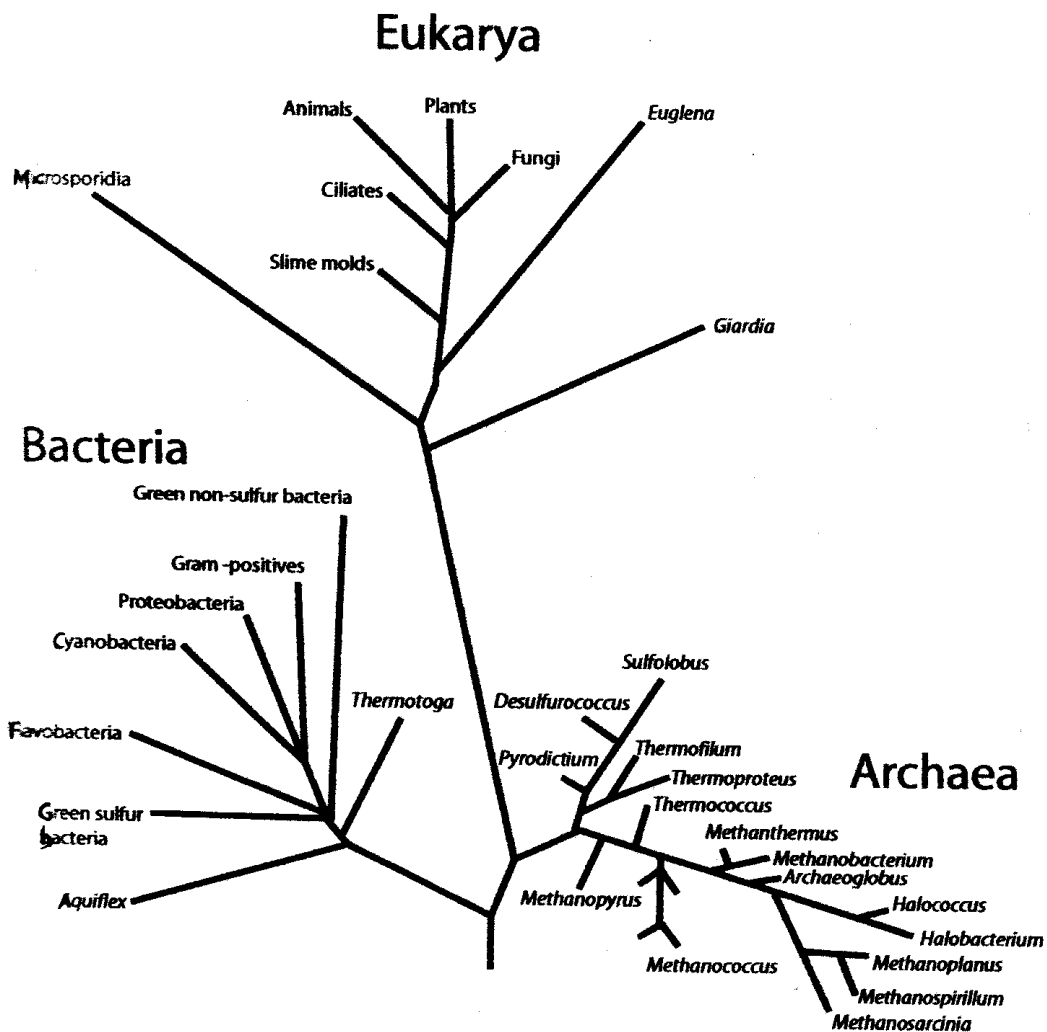 Eukarya
Animals
Plants
Euglena
Fungi
Microsporidia
Ciliates
Slime molds
Giardia
Bacteria
Green non-sulfur bacteria
Gram -positives
Proteobacteria
Cyanobacteria
Thermotoga
Flavobacteria
Green sulfur
bacteria
Aquiflex
Sulfolobus
Desulfurococcus
Pyrodictium
Thermofilum
Thermoproteus
Archaea
Thermococcus
Methanthermus
Methanobacterium
Archaeoglobus
Methanopyrus
Halococcus
Halobacterium
Methanococcus
Methanoplanus
Methanospirillum
Methanosarcinia